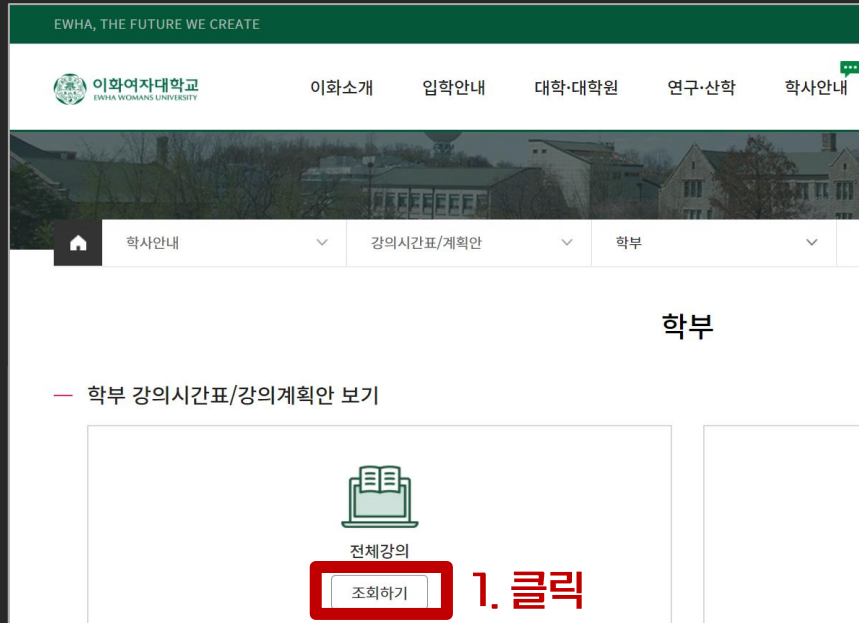 EWHA, THE FUTURE WE CREATE
이화여자대학교
EWHA WOMANS UNIVERSITY
이화소개 입학안내 대학·대학원 연구·산학 학사안내
학사안내 강의시간표/계획안 학부
학부
학부 강의시간표/강의계획안 보기
전체강의
조회하기
1. 클릭